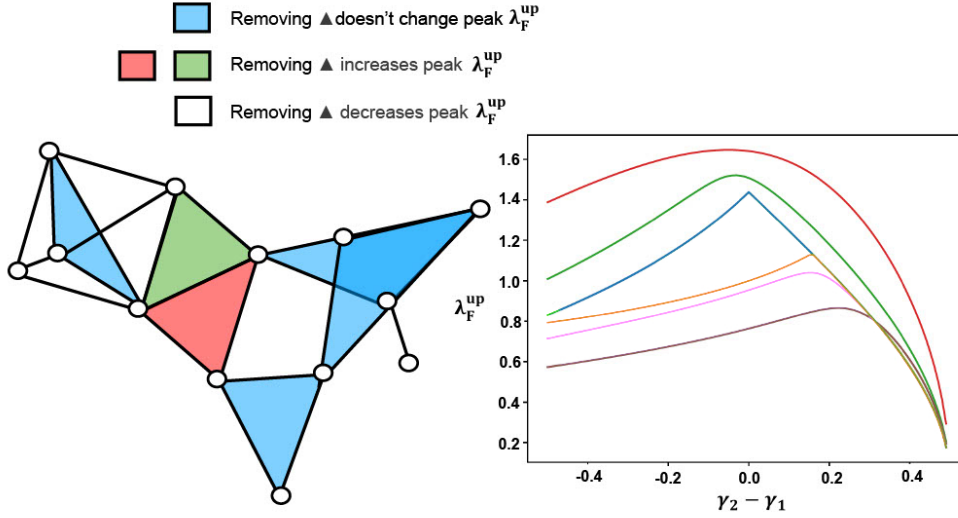 Removing ▲doesn't change peak λ_F^up
Removing ▲ increases peak λ_F^up
Removing ▲ decreases peak λ_F^up
1.6
1.4
1.2
1.0
λ_F^up
0.8
0.6
0.4
0.2
-0.4 -0.2 0.0 0.2 0.4
γ₂ − γ₁